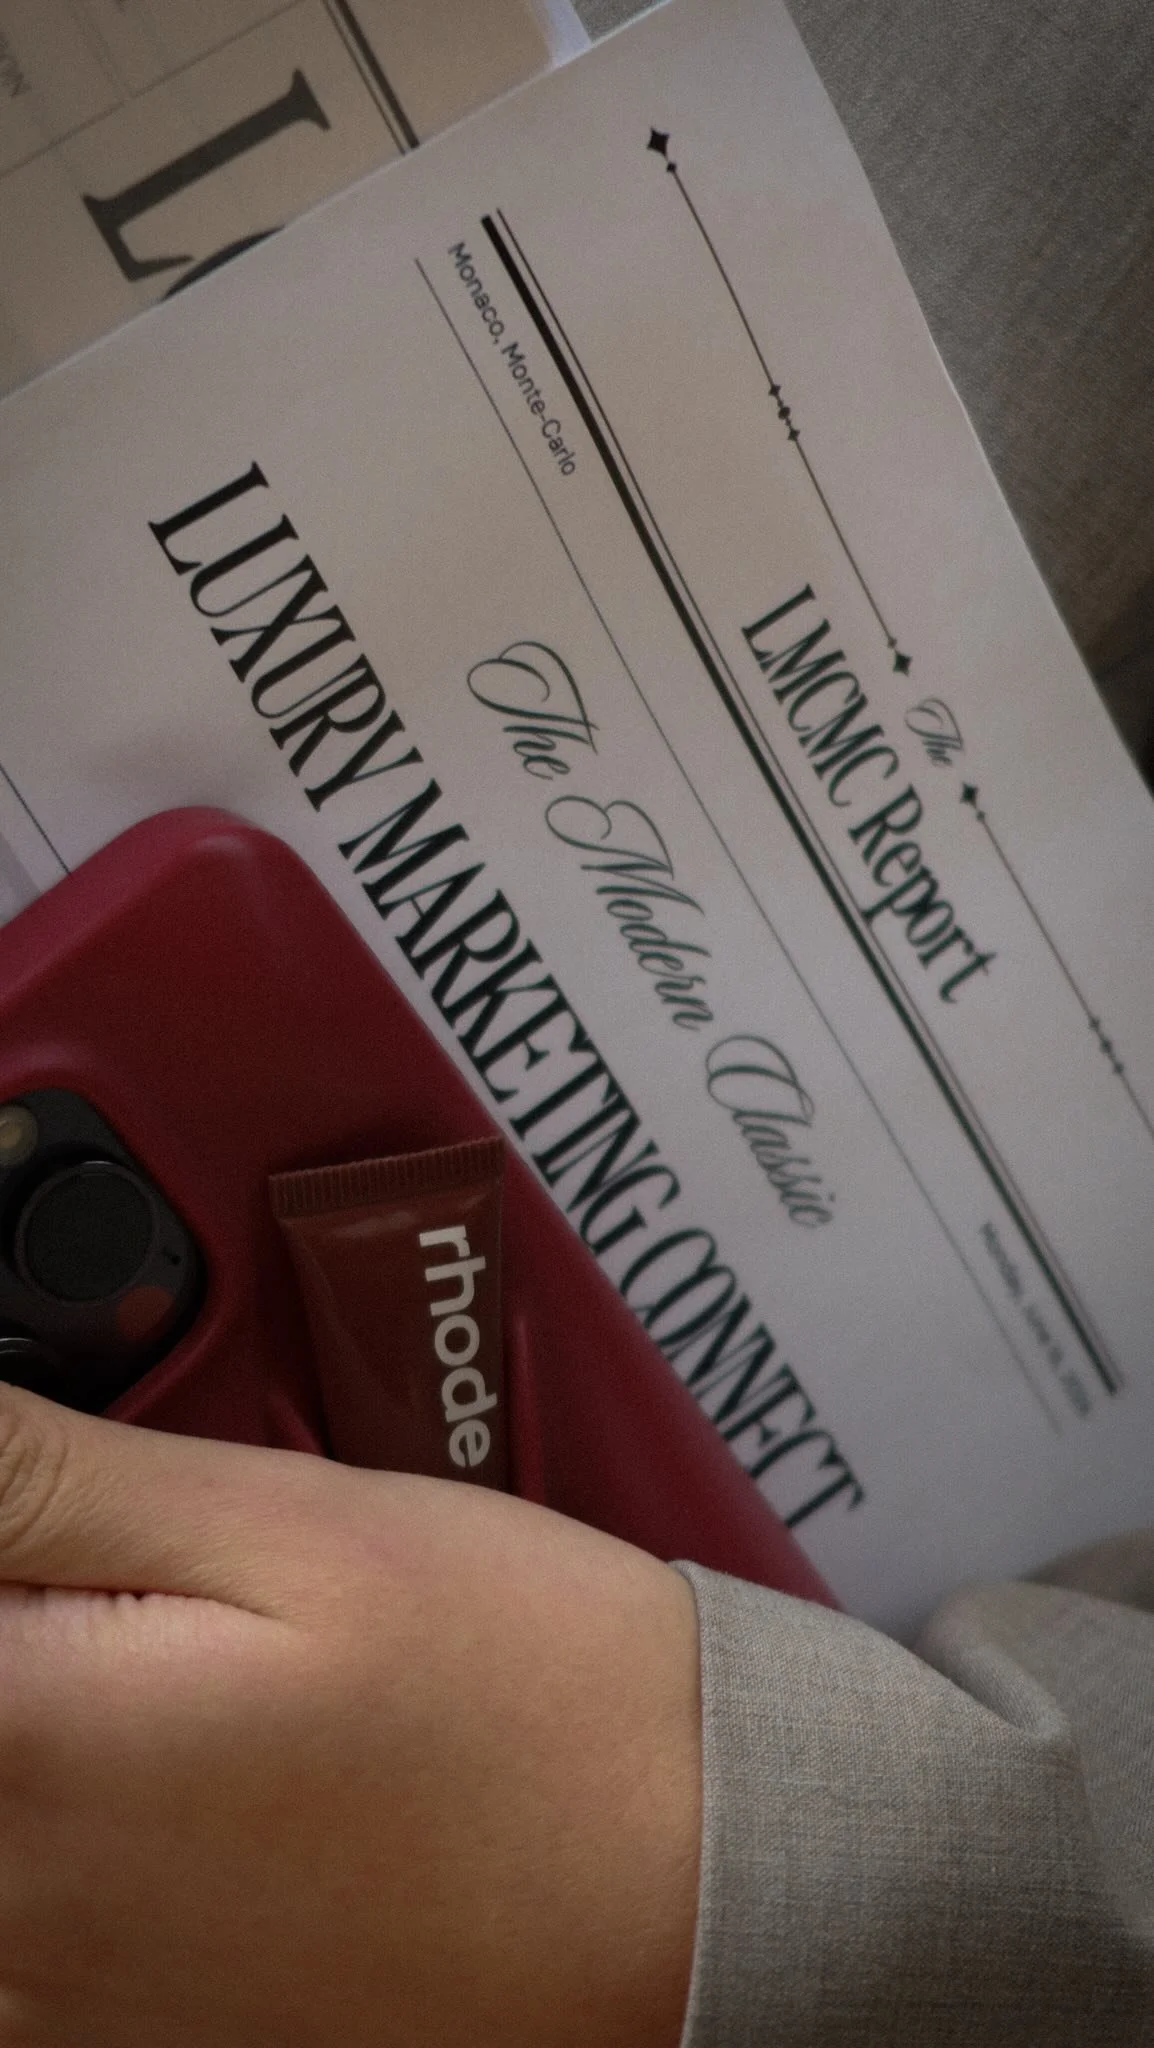 The
LMCMC Report
Monaco, Monte-Carlo
The Modern Classic
LUXURY MARKETING CONNECT
rhode